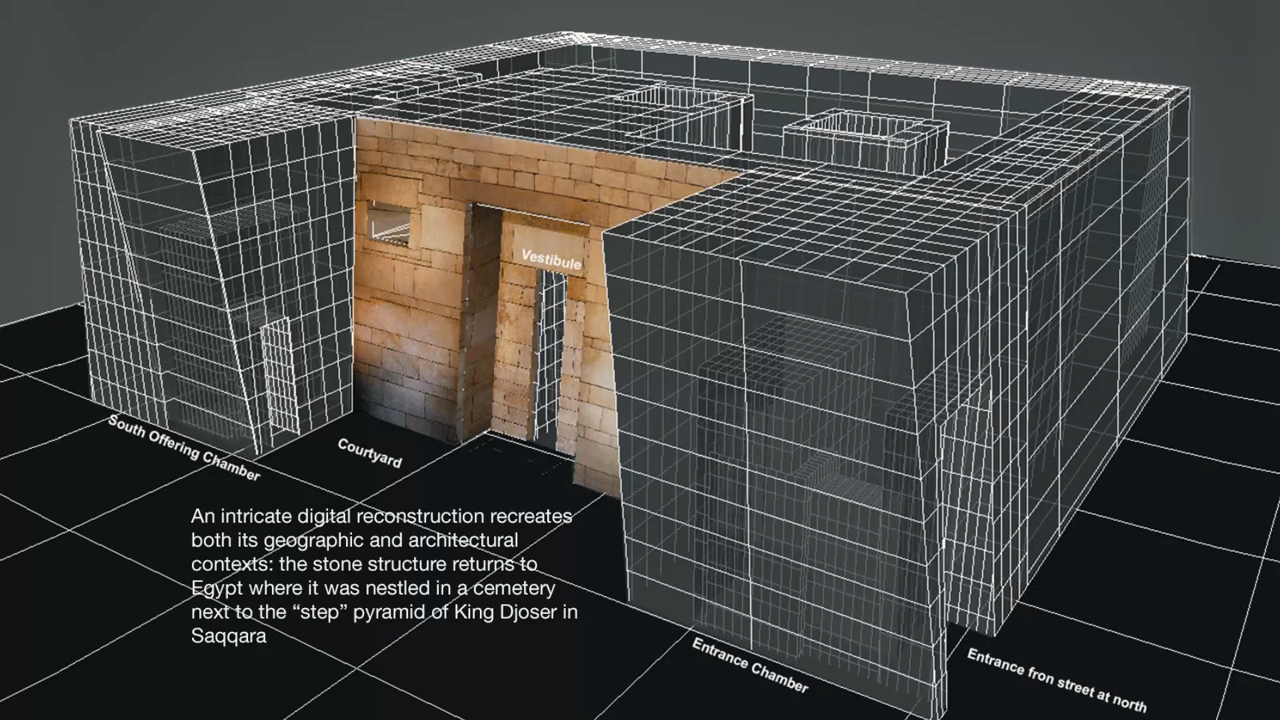 Vestibule
South Offering Chamber
Courtyard
An intricate digital reconstruction recreates
both its geographic and architectural
contexts: the stone structure returns to
Egypt where it was nestled in a cemetery
next to the “step” pyramid of King Djoser in
Saqqara
Entrance Chamber
Entrance fron street at north